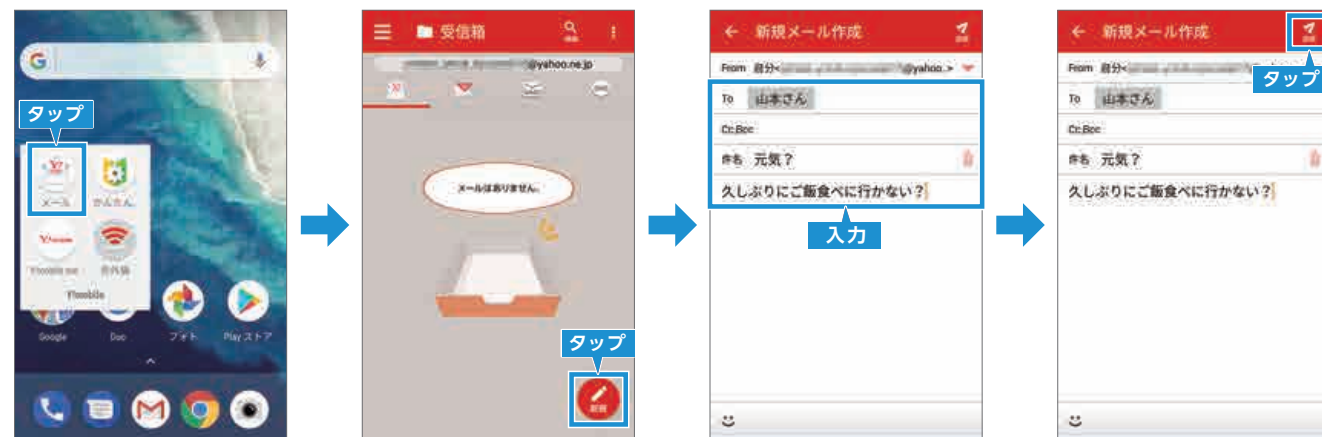 G
タップ
メール
かんたん
Y!mobile
Google
Duo
フォト
Play ストア
受信箱
@yahoo.ne.jp
メールはありません。
タップ
新規
新規メール作成
From 自分<
@yahoo.>
To 山本さん
Cc:Bcc
件名 元気？
久しぶりにご飯食べに行かない？
入力
新規メール作成
From 自分<
タップ
To 山本さん
Cc:Bcc
件名 元気？
久しぶりにご飯食べに行かない？